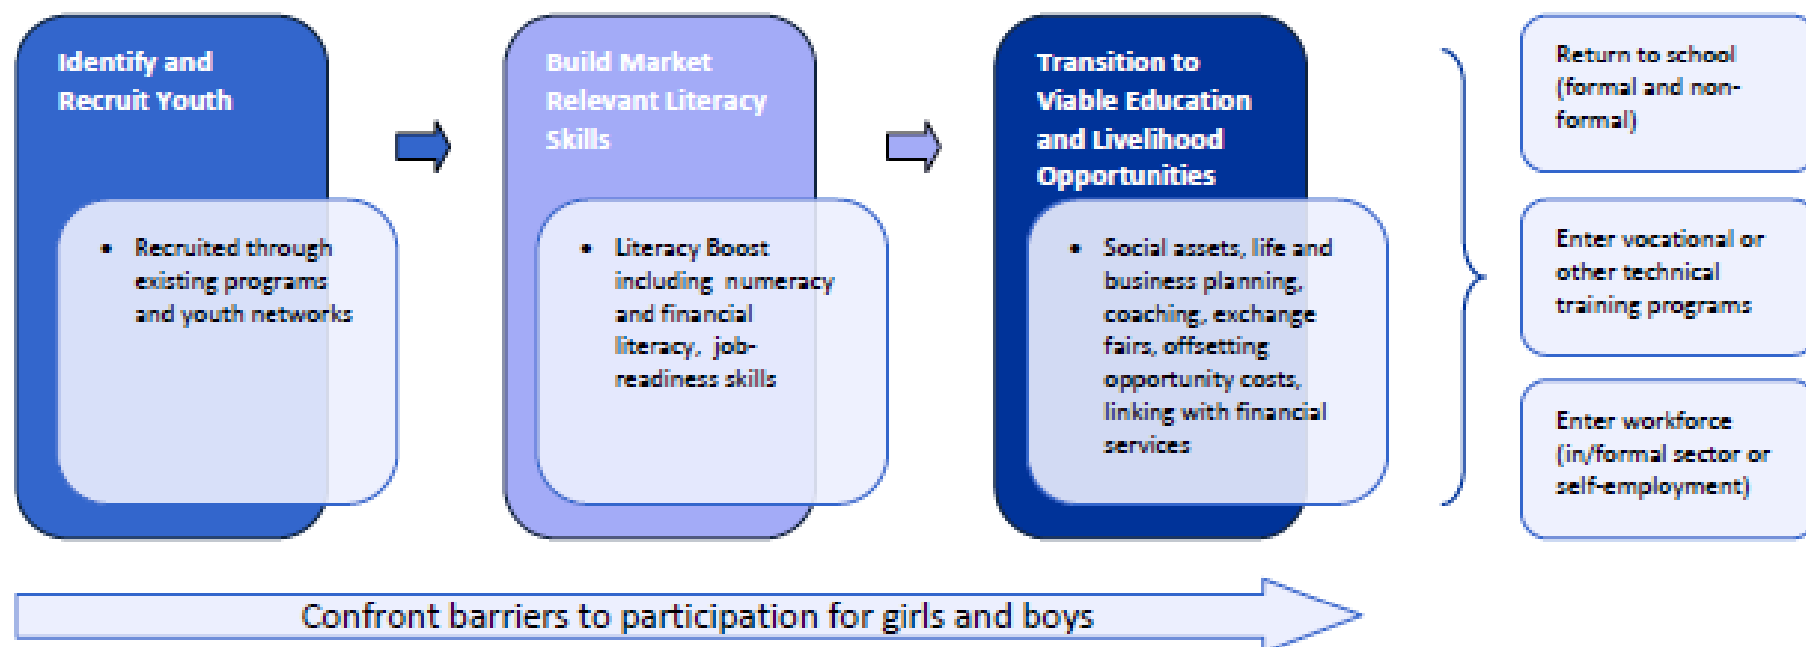 Identify and
Recruit Youth
Recruited through
existing programs
and youth networks
Build Market
Relevant Literacy
Skills
Literacy Boost
including numeracy
and financial
literacy, job-
readiness skills
Transition to
Viable Education
and Livelihood
Opportunities
Social assets, life and
business planning,
coaching, exchange
fairs, offsetting
opportunity costs,
linking with financial
services
Return to school
(formal and non-
formal)
Enter vocational or
other technical
training programs
Enter workforce
(in/formal sector or
self-employment)
Confront barriers to participation for girls and boys